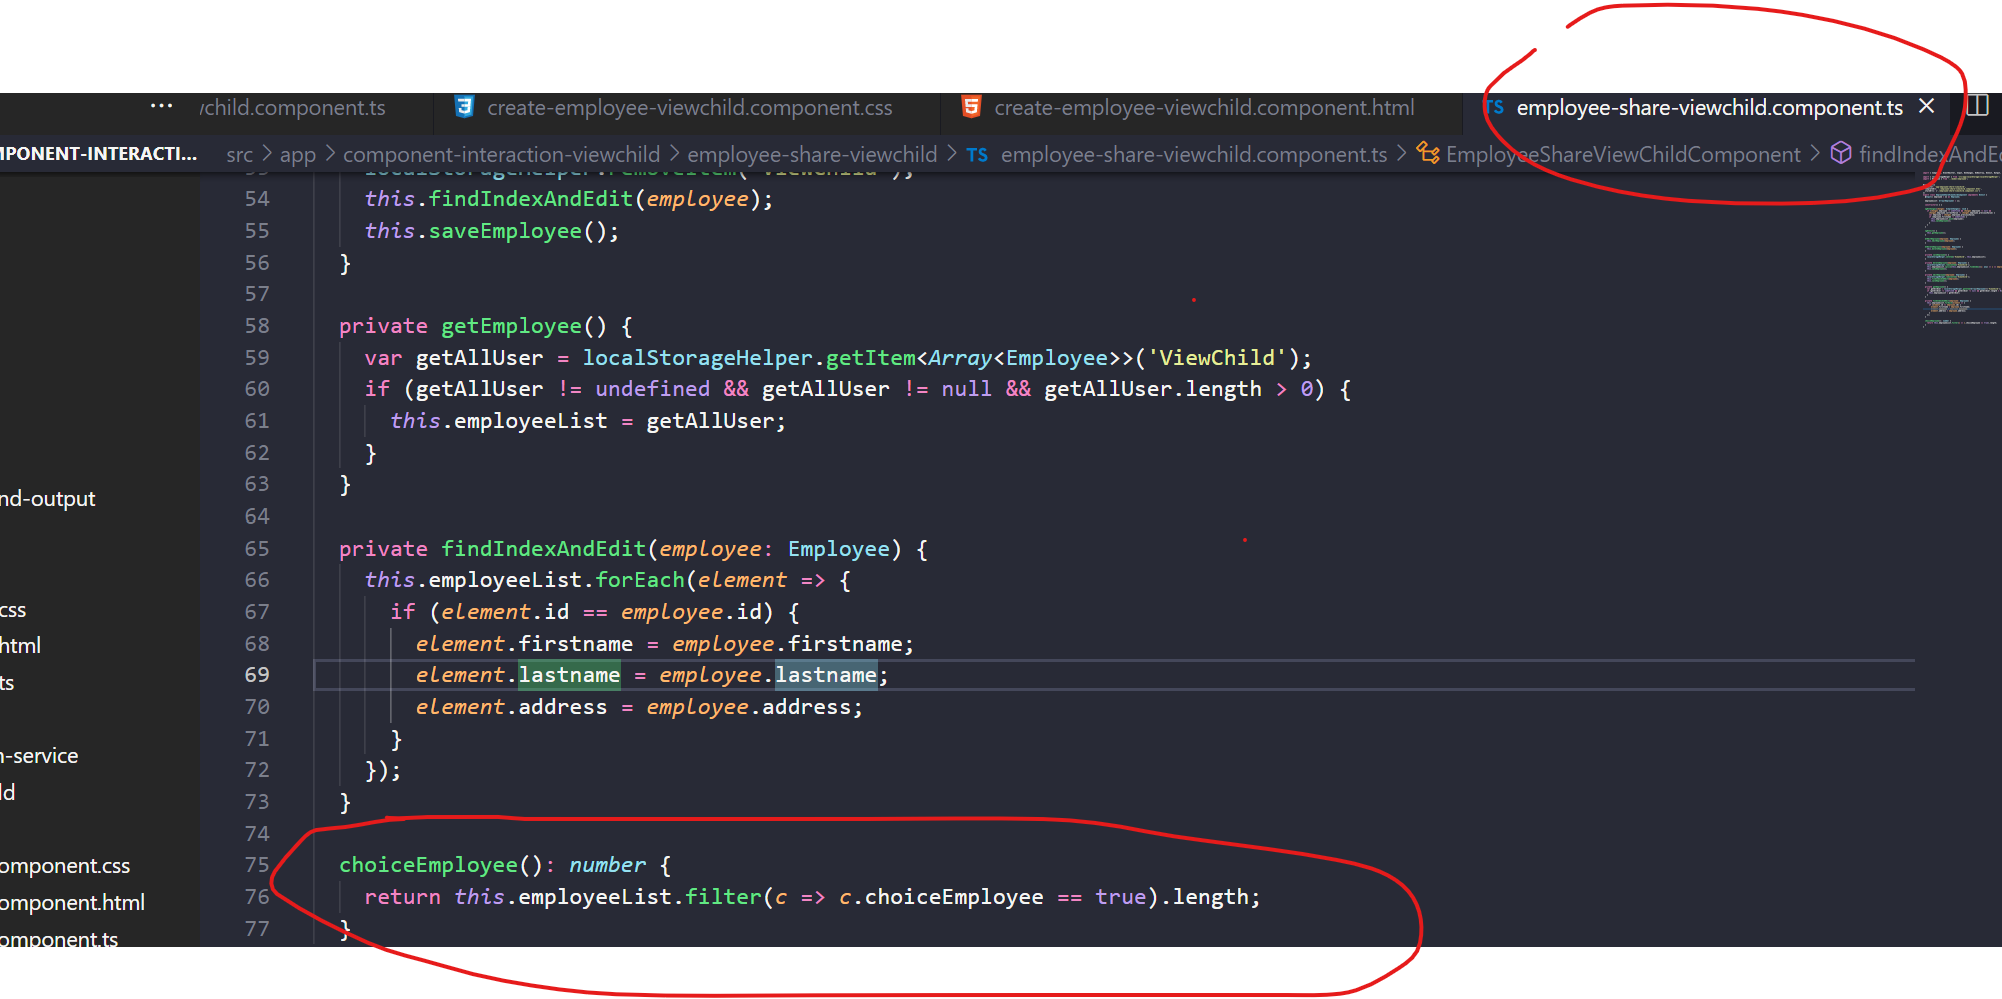 ··· ʼchild.component.ts create-employee-viewchild.component.css create-employee-viewchild.component.html TS employee-share-viewchild.component.ts ×
MPONENT-INTERACTI... src > app > component-interaction-viewchild > employee-share-viewchild > TS employee-share-viewchild.component.ts > EmployeeShareViewChildComponent > findIndexAndE
54 this.findIndexAndEdit(employee);
55 this.saveEmployee();
56 }
57
58 private getEmployee() {
59 var getAllUser = localStorageHelper.getItem<Array<Employee>>('ViewChild');
60 if (getAllUser != undefined && getAllUser != null && getAllUser.length > 0) {
61 this.employeeList = getAllUser;
62 }
63 }
64
nd-output
65 private findIndexAndEdit(employee: Employee) {
66 this.employeeList.forEach(element => {
css
67 if (element.id == employee.id) {
html
68 element.firstname = employee.firstname;
ts
69 element.lastname = employee.lastname;
70 element.address = employee.address;
71 }
n-service
72 });
ld
73 }
74
omponent.css
75 choiceEmployee(): number {
omponent.html
76 return this.employeeList.filter(c => c.choiceEmployee == true).length;
omponent.ts
77 }